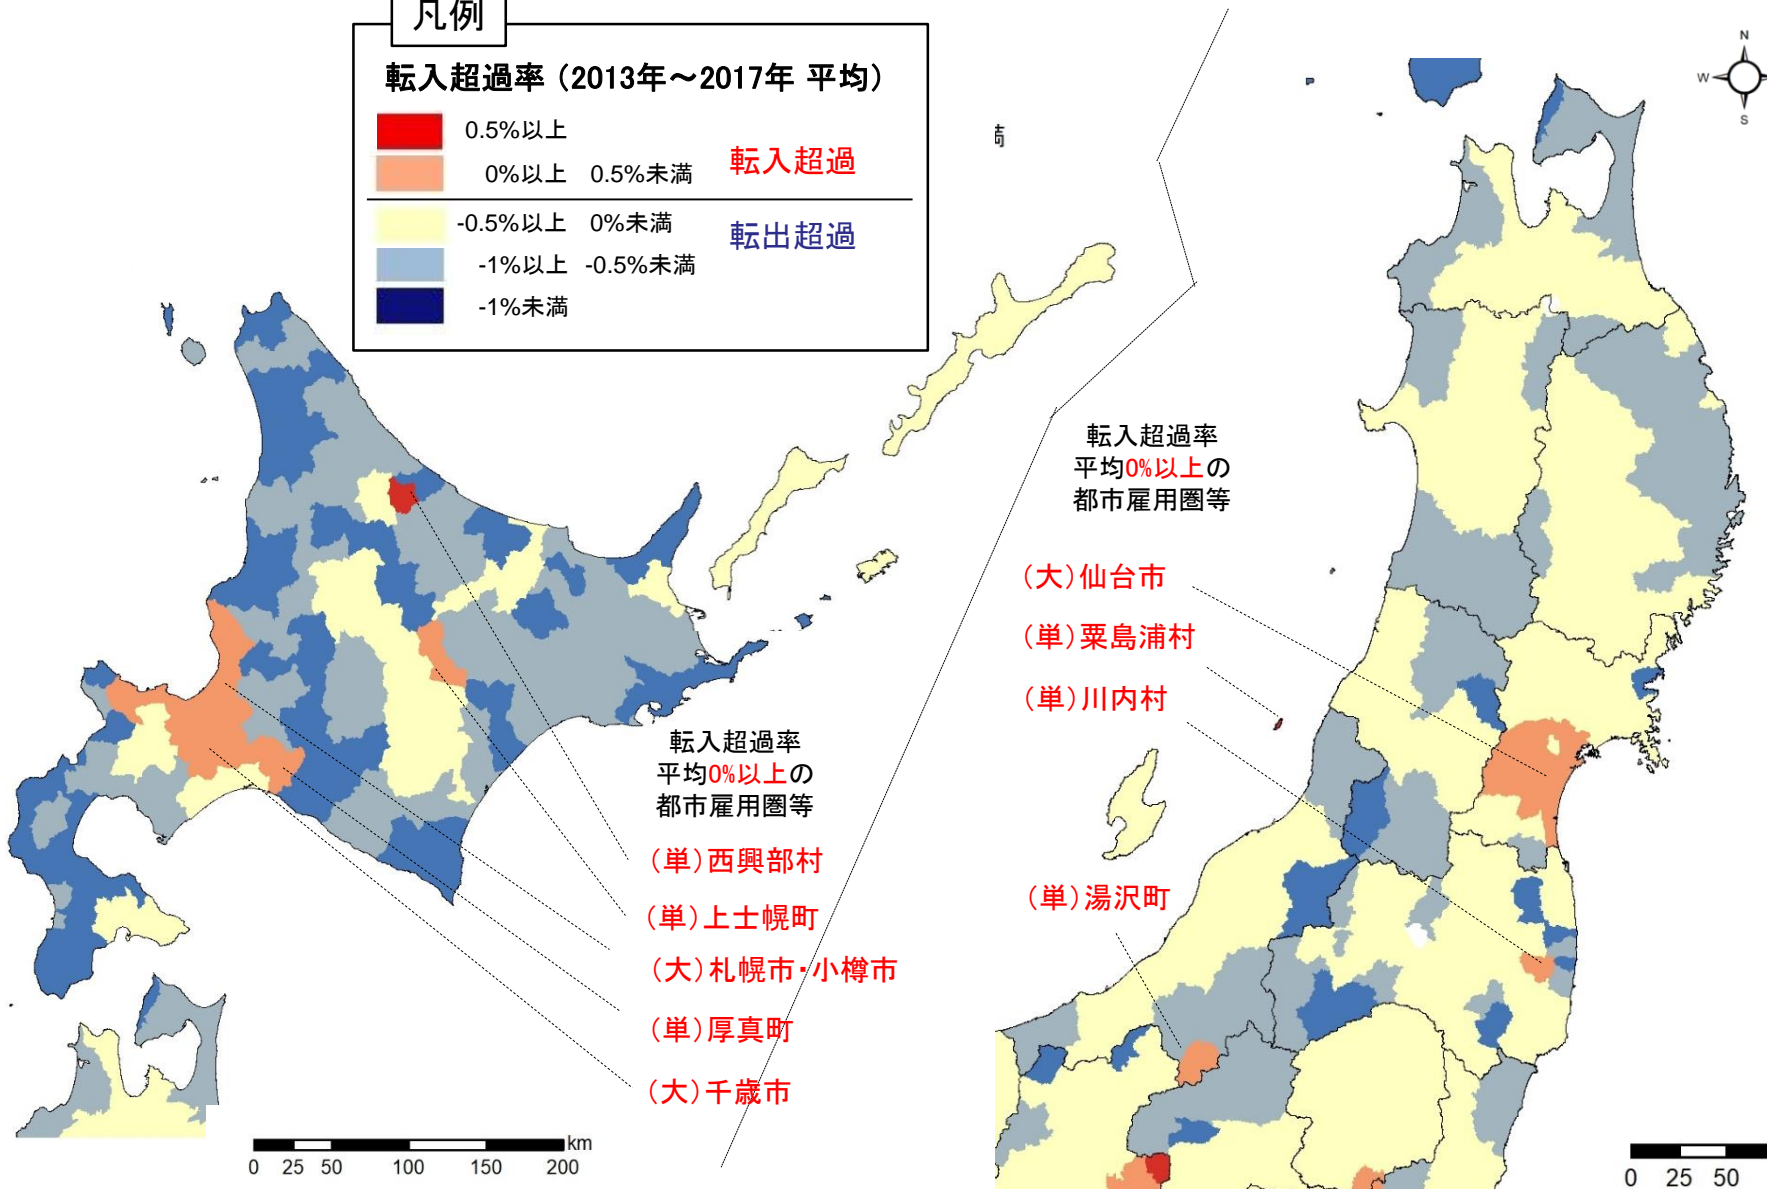 凡例
転入超過率（2013年～2017年 平均）
0.5%以上
0%以上 0.5%未満
転入超過
-0.5%以上 0%未満
転出超過
-1%以上 -0.5%未満
-1%未満
転入超過率
平均0%以上の
都市雇用圏等
（単）西興部村
（単）上士幌町
（大）札幌市・小樽市
（単）厚真町
（大）千歳市
km
0 25 50 100 150 200
N
W
S
転入超過率
平均0%以上の
都市雇用圏等
（大）仙台市
（単）粟島浦村
（単）川内村
（単）湯沢町
0 25 50